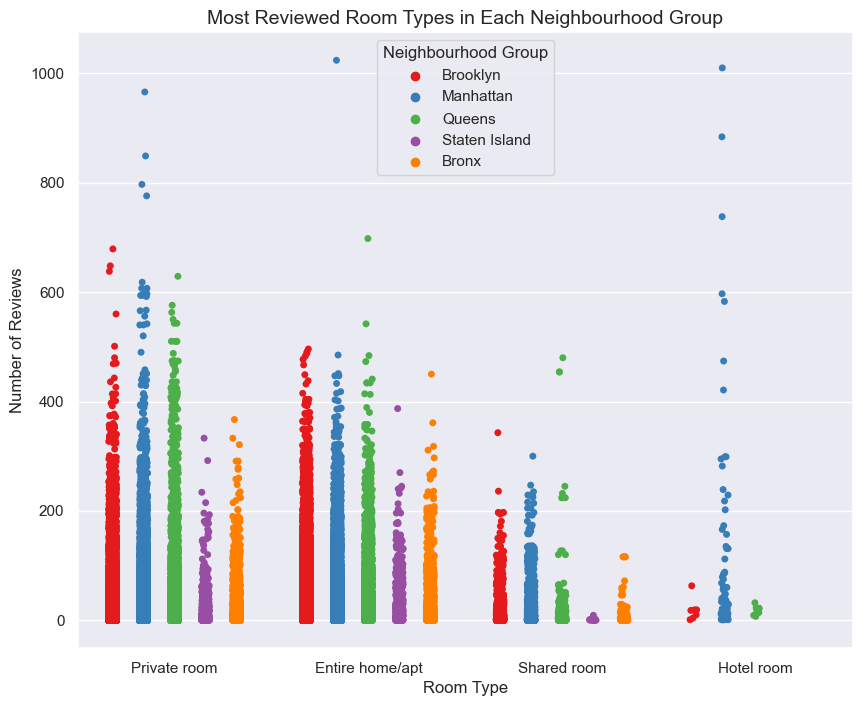 Most Reviewed Room Types in Each Neighbourhood Group
Neighbourhood Group
Brooklyn
Manhattan
Queens
Staten Island
Bronx
1000
800
600
400
200
0
Number of Reviews
Private room
Entire home/apt
Shared room
Hotel room
Room Type